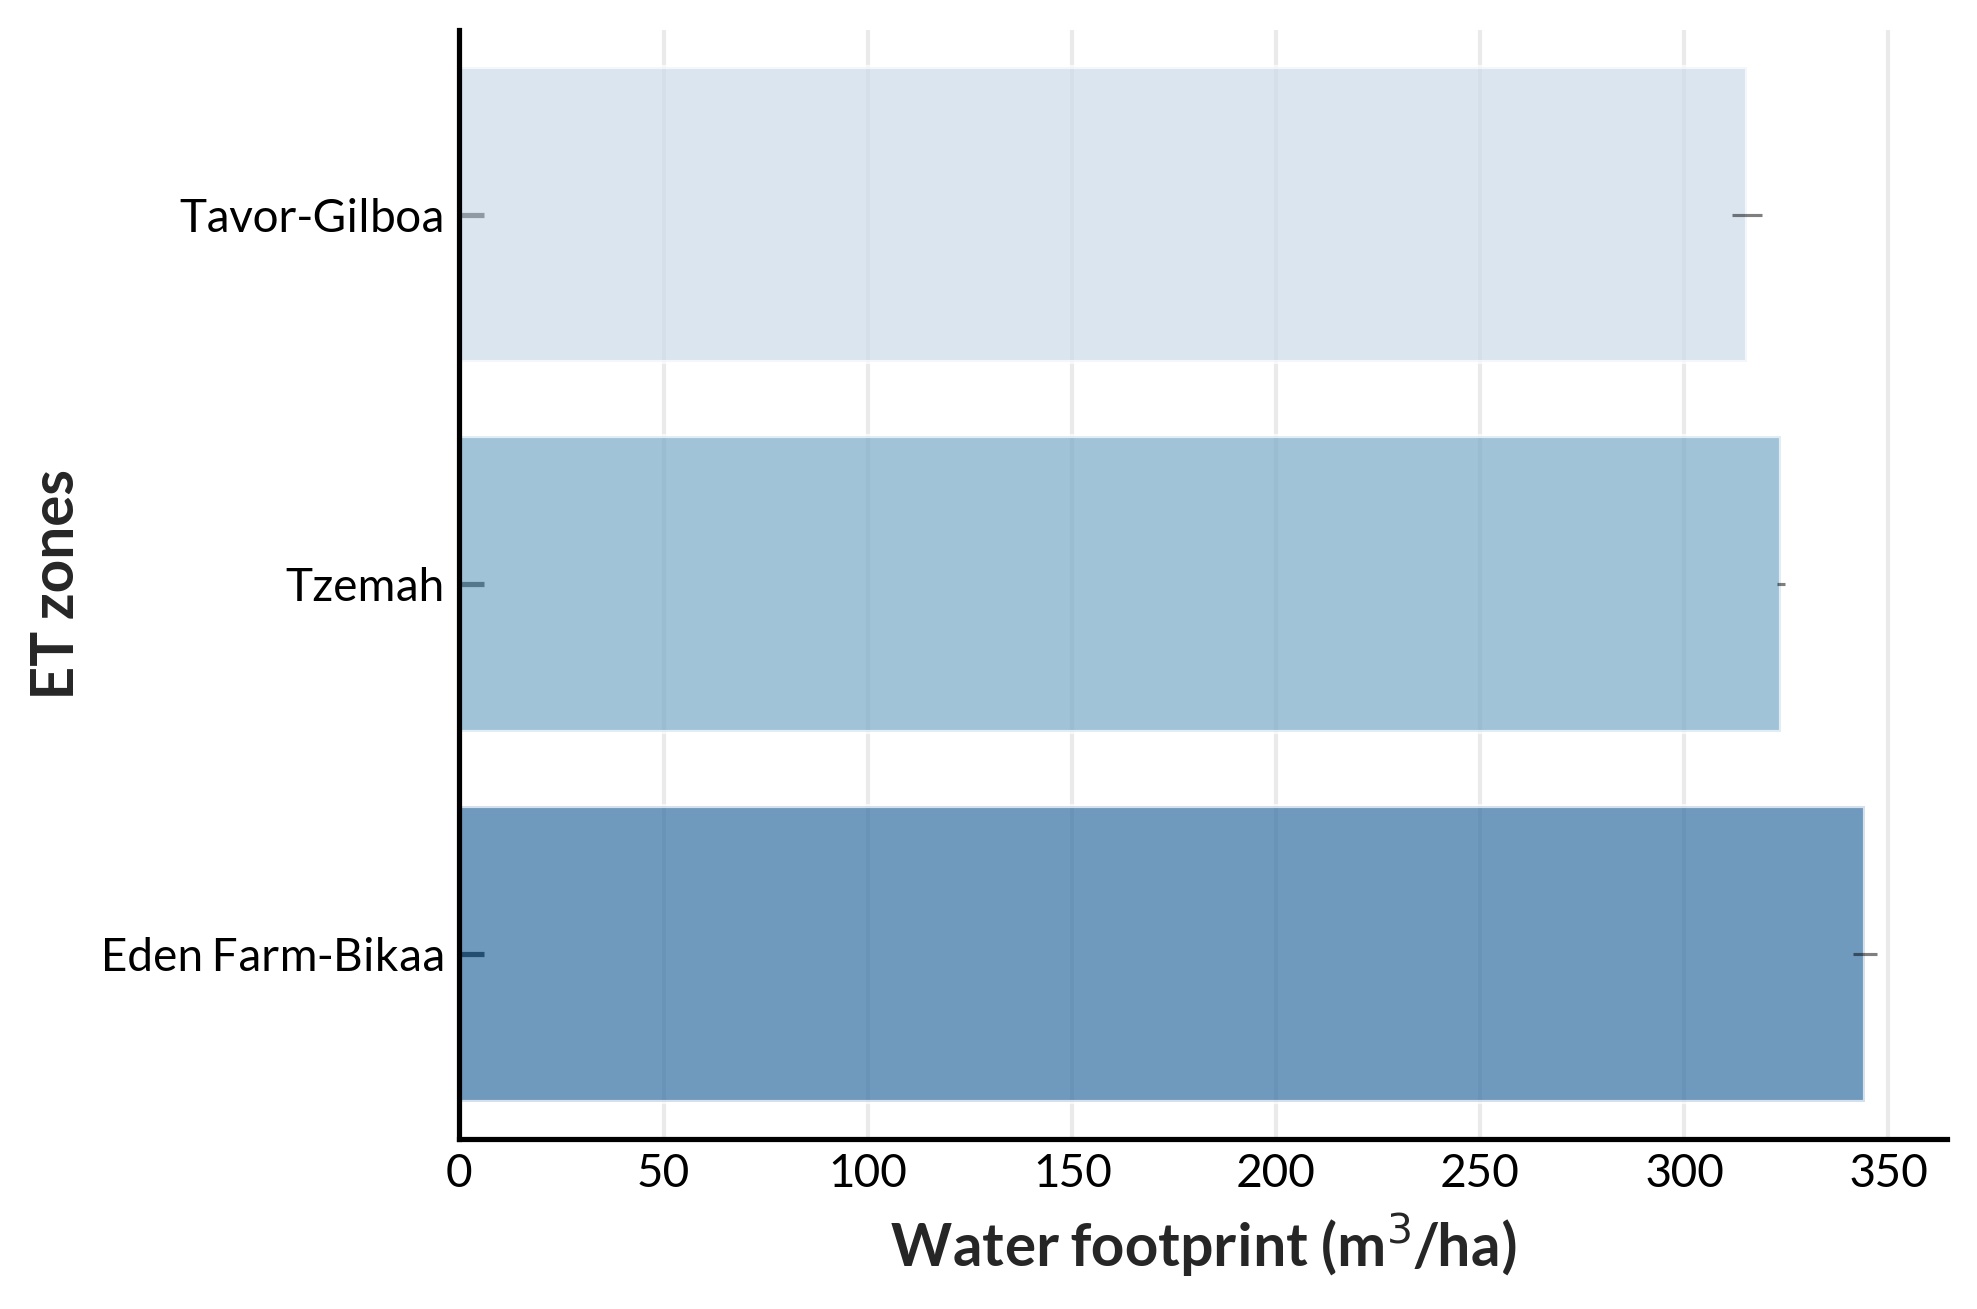 Tavor-Gilboa
Tzemah
Eden Farm-Bikaa
ET zones
0 50 100 150 200 250 300 350
Water footprint (m³/ha)